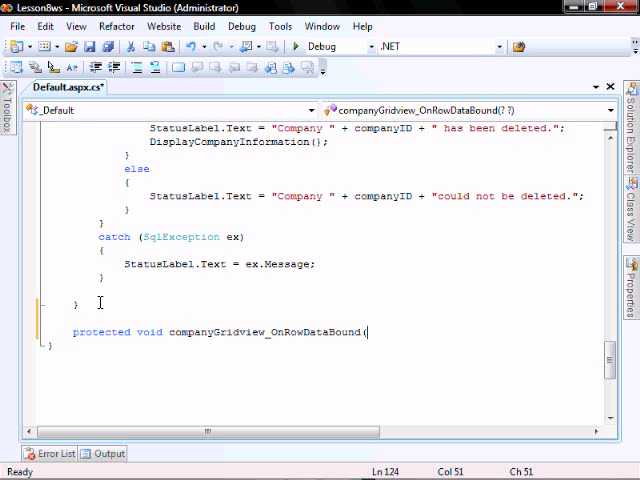 Lesson8ws - Microsoft Visual Studio (Administrator)
File Edit View Refactor Website Build Debug Tools Window Help
Debug .NET
Default.aspx.cs*
_Default companyGridview_OnRowDataBound(? ?)
StatusLabel.Text = "Company " + companyID + " has been deleted.";
DisplayCompanyInformation();
}
else
{
StatusLabel.Text = "Company " + companyID + "could not be deleted.";
}
}
catch (SqlException ex)
{
StatusLabel.Text = ex.Message;
}
}
protected void companyGridview_OnRowDataBound(
}
Toolbox
Solution Explorer
Class View
Properties
Error List Output
Ready Ln 124 Col 51 Ch 51